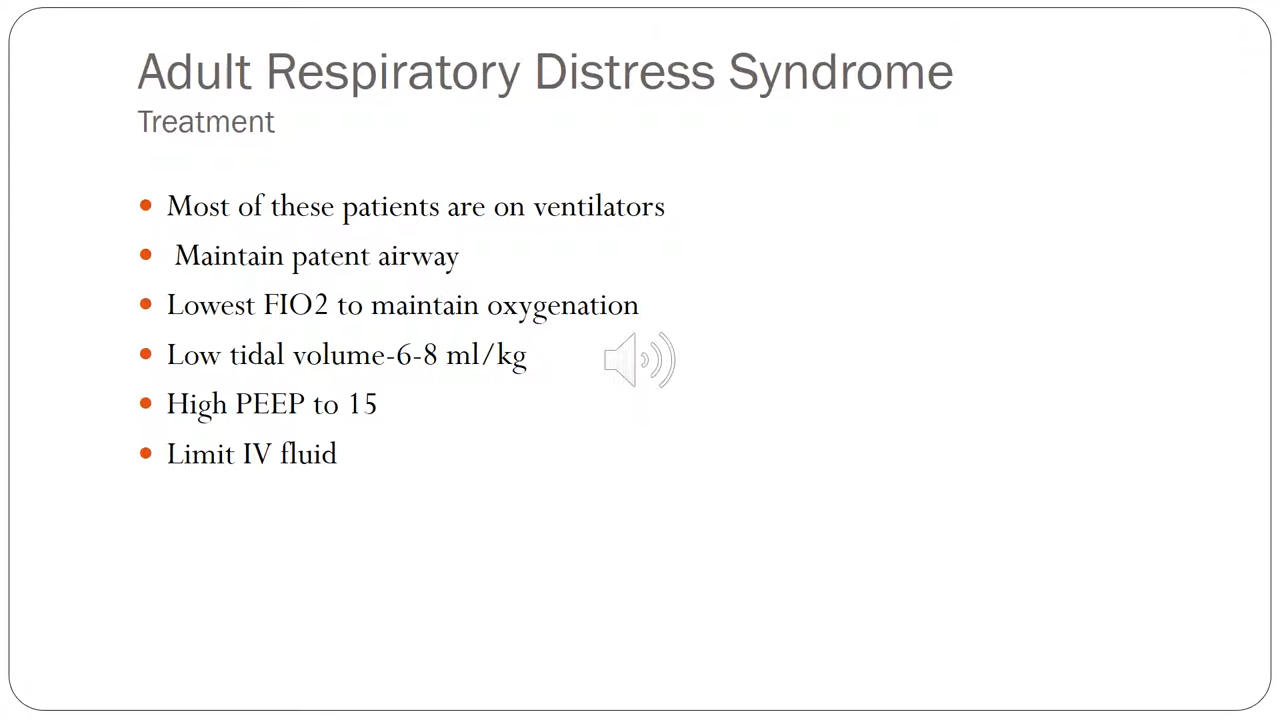 Adult Respiratory Distress Syndrome
Treatment
Most of these patients are on ventilators
Maintain patent airway
Lowest FIO2 to maintain oxygenation
Low tidal volume-6-8 ml/kg
High PEEP to 15
Limit IV fluid